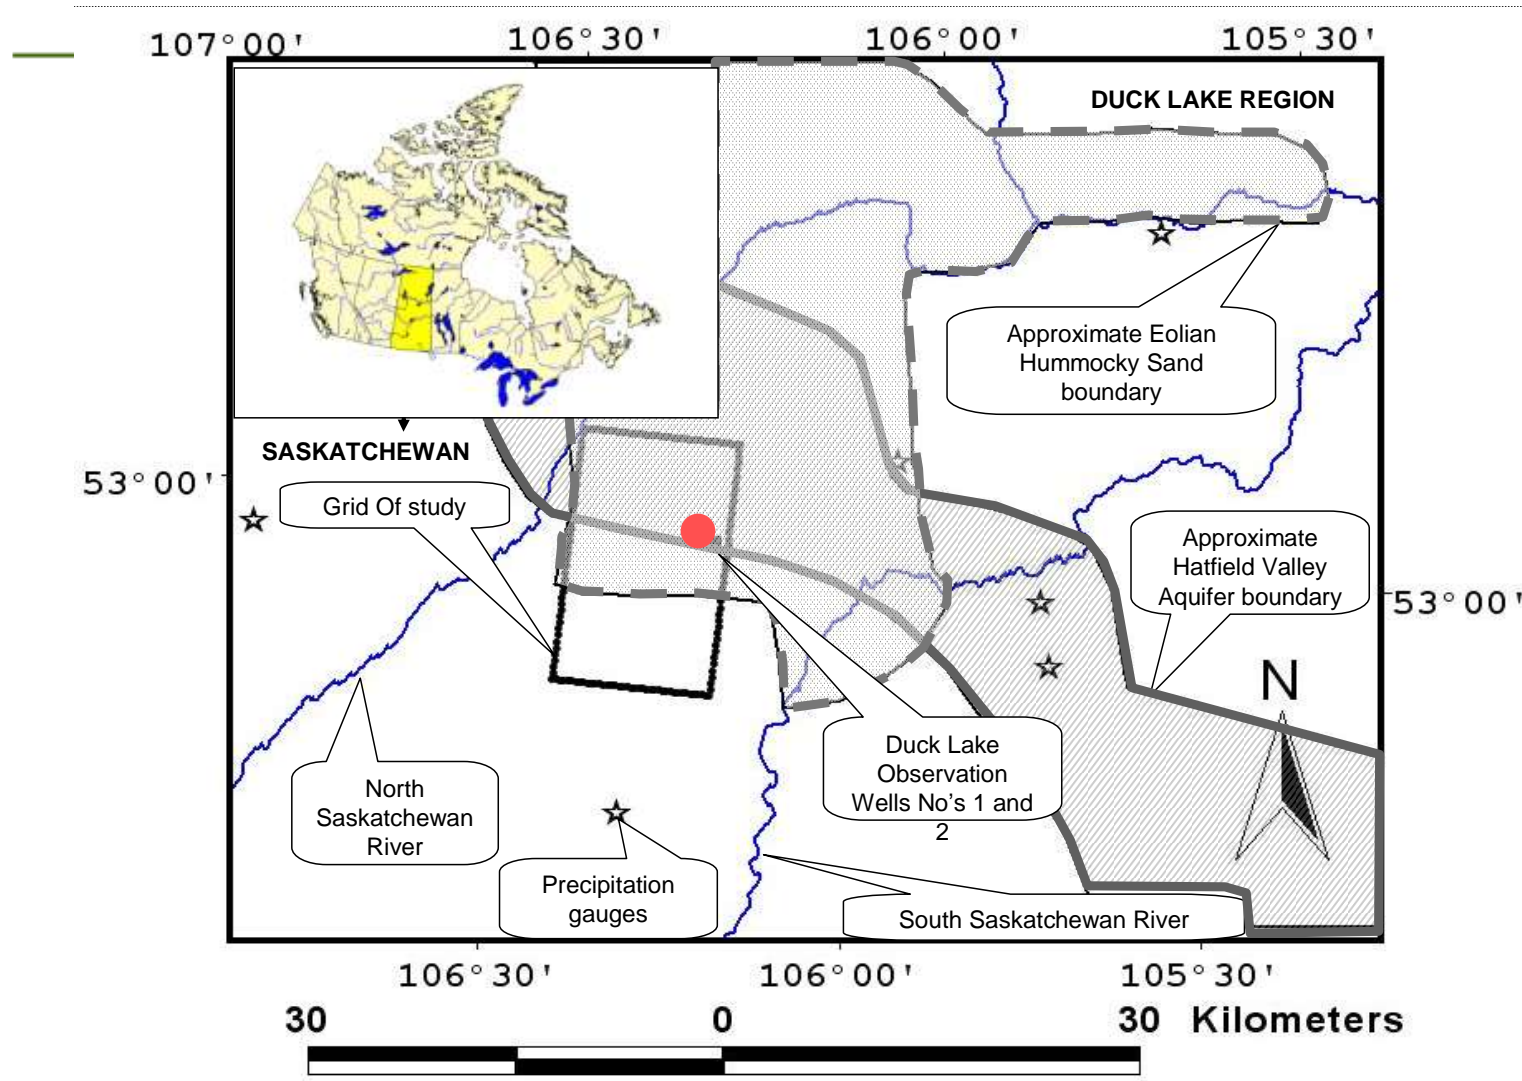 107°00'
106°30'
106°00'
105°30'
DUCK LAKE REGION
Approximate Eolian
Hummocky Sand
boundary
SASKATCHEWAN
53°00'
Grid Of study
Approximate
Hatfield Valley
Aquifer boundary
53°00'
N
Duck Lake
Observation
Wells No’s 1 and
2
North
Saskatchewan
River
Precipitation
gauges
South Saskatchewan River
106°30'
106°00'
105°30'
30
0
30 Kilometers